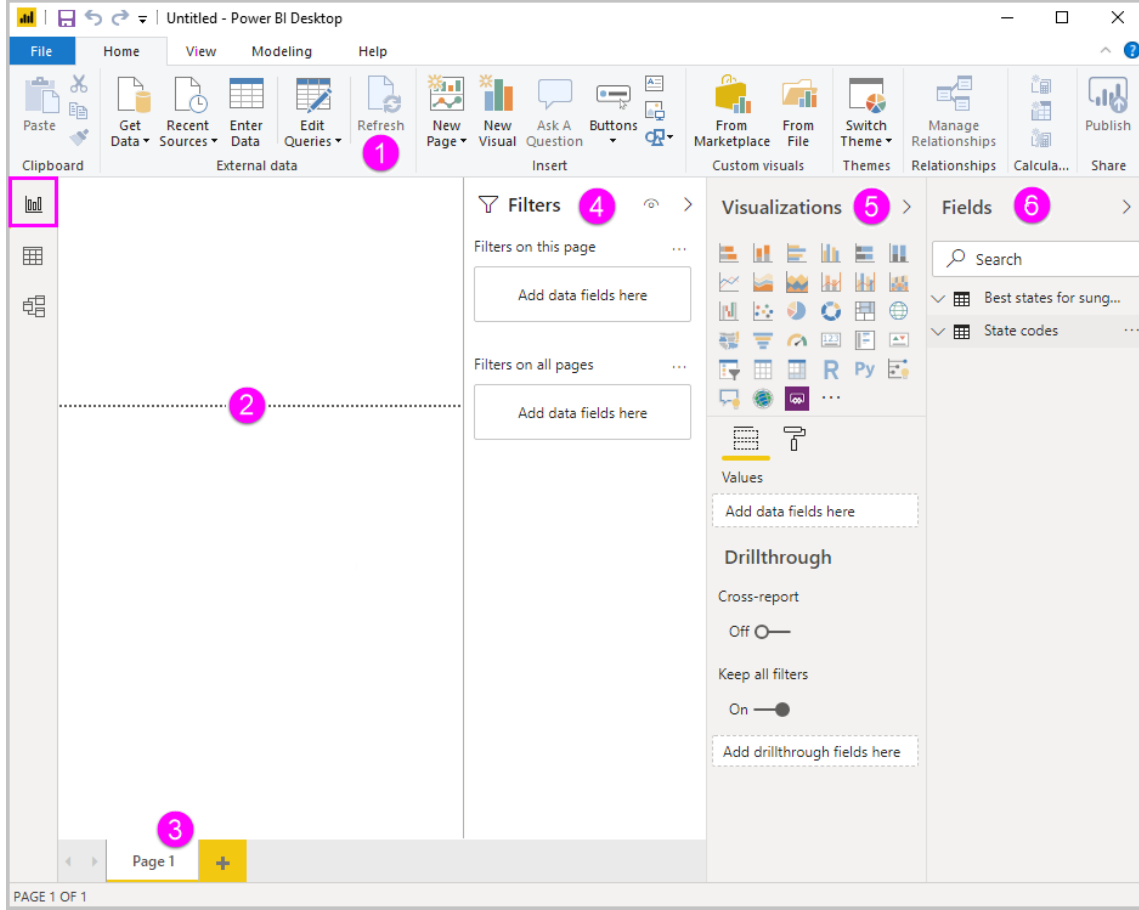 Untitled - Power BI Desktop
File Home View Modeling Help
Paste
Get Data
Recent Sources
Enter Data
Edit Queries
Refresh
New Page
New Visual
Ask A Question
Buttons
From Marketplace
From File
Switch Theme
Manage Relationships
Publish
Clipboard External data Insert Custom visuals Themes Relationships Calcula... Share
1
Filters 4
Filters on this page ...
Add data fields here
Filters on all pages ...
Add data fields here
2
Visualizations 5
123
R Py
...
Values
Add data fields here
Drillthrough
Cross-report
Off
Keep all filters
On
Add drillthrough fields here
Fields 6
Search
Best states for sung...
State codes ...
3
Page 1 +
PAGE 1 OF 1